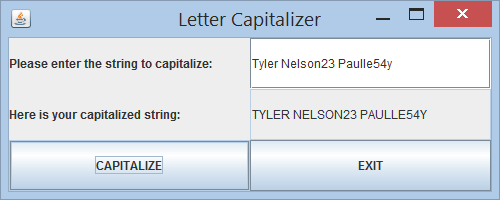 Letter Capitalizer
Please enter the string to capitalize: Tyler Nelson23 Paulle54y
Here is your capitalized string: TYLER NELSON23 PAULLE54Y
CAPITALIZE EXIT